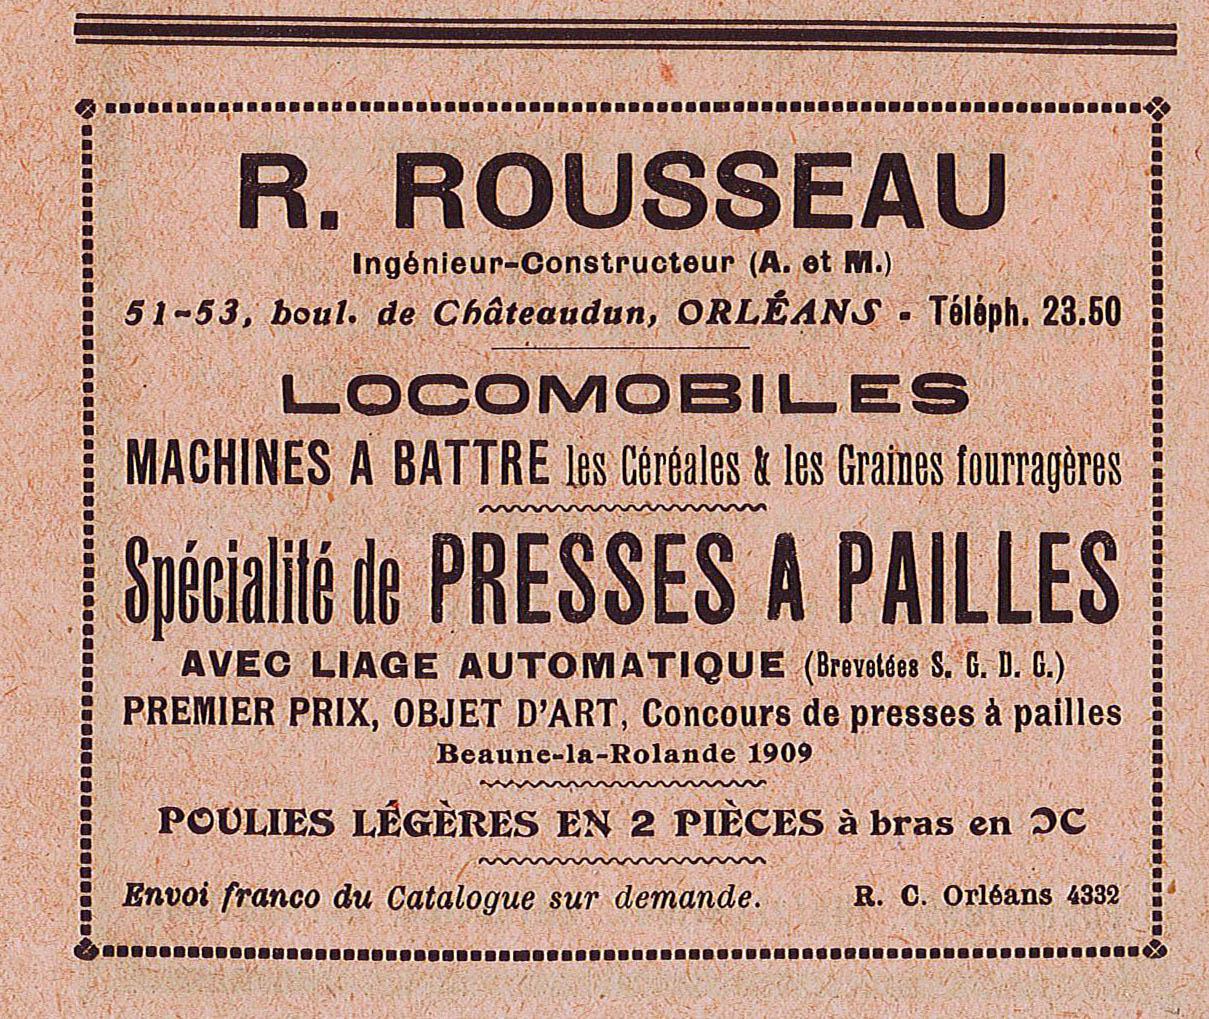 R. ROUSSEAU
Ingénieur-Constructeur (A. et M.)
51-53, boul. de Châteaudun, ORLÉANS - Téléph. 23.50
LOCOMOBILES
MACHINES A BATTRE les Céréales & les Graines fourragères
Spécialité de PRESSES A PAILLES
AVEC LIAGE AUTOMATIQUE (Brevetées S. G. D. G.)
PREMIER PRIX, OBJET D'ART, Concours de presses à pailles
Beaune-la-Rolande 1909
POULIES LÉGÈRES EN 2 PIÈCES à bras en ƆC
Envoi franco du Catalogue sur demande. R. C. Orléans 4332